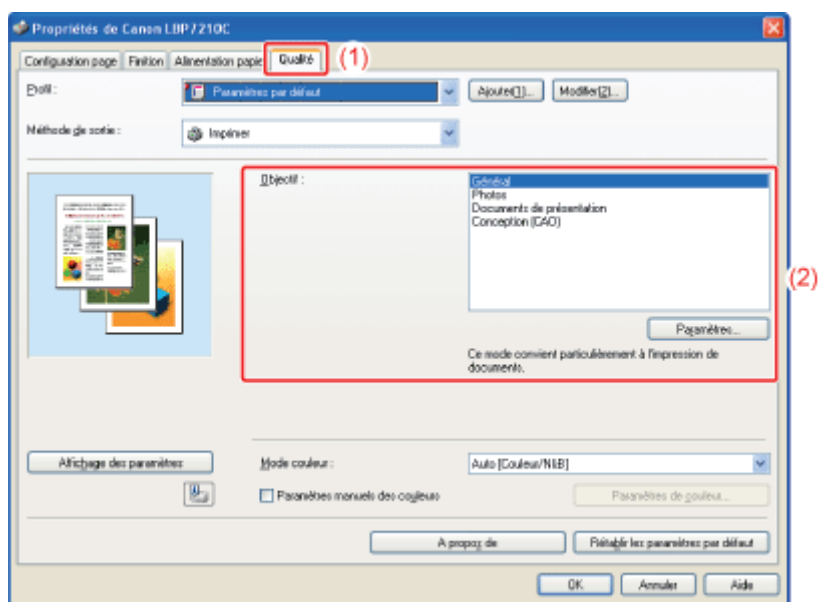 Propriétés de Canon LBP7210C
Configuration page Finition Alimentation papier Qualité (1)
Profil : Paramètres par défaut Ajouter(1)... Modifier(2)...
Méthode de sortie : Imprimer
Objectif :
Général
Photos
Documents de présentation
Conception [CAO]
(2)
Paramètres...
Ce mode convient particulièrement à l'impression de
documents.
Affichage des paramètres Mode couleur : Auto [Couleur/N&B]
Paramètres manuels des couleurs Paramètres de couleur...
A propos de Rétablir les paramètres par défaut
OK Annuler Aide